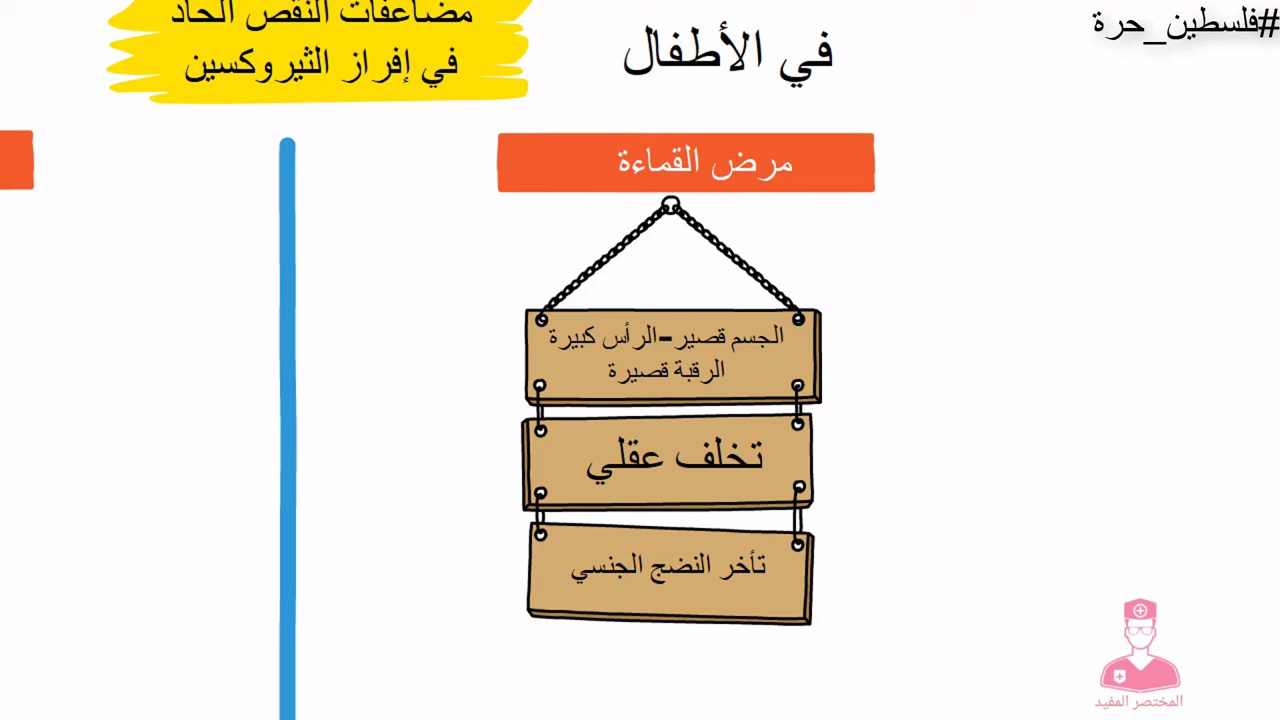 #فلسطين_حرة
مضاعفات النقص الحاد
في إفراز الثيروكسين
في الأطفال
مرض القماءة
الجسم قصير-الرأس كبيرة
الرقبة قصيرة
تخلف عقلي
تأخر النضج الجنسي
المختصر المفيد